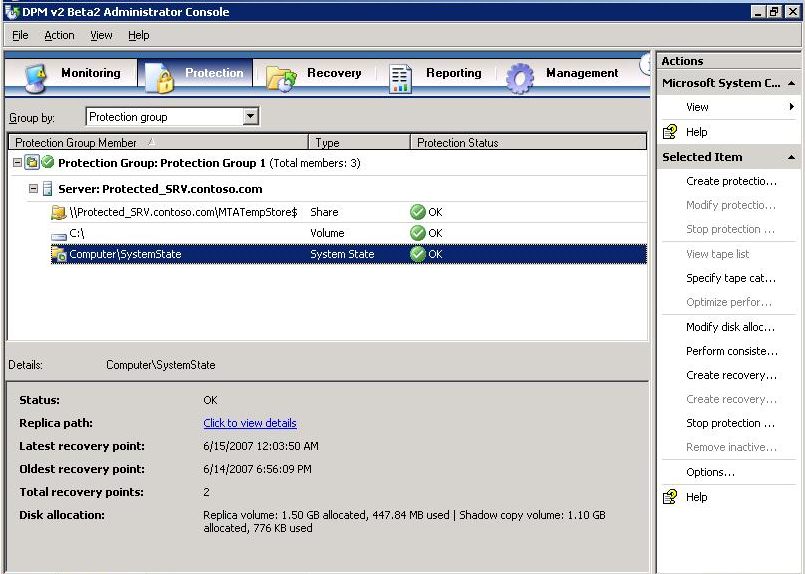 DPM v2 Beta2 Administrator Console
File Action View Help
Monitoring Protection Recovery Reporting Management
Group by: Protection group
Protection Group Member Type Protection Status
Protection Group: Protection Group 1 (Total members: 3)
Server: Protected_SRV.contoso.com
\\Protected_SRV.contoso.com\MTATempStore$ Share OK
C:\ Volume OK
Computer\SystemState System State OK
Details: Computer\SystemState
Status: OK
Replica path: Click to view details
Latest recovery point: 6/15/2007 12:03:50 AM
Oldest recovery point: 6/14/2007 6:56:09 PM
Total recovery points: 2
Disk allocation: Replica volume: 1.50 GB allocated, 447.84 MB used | Shadow copy volume: 1.10 GB
allocated, 776 KB used
Actions
Microsoft System C...
View
Help
Selected Item
Create protectio...
Modify protectio...
Stop protection ...
View tape list
Specify tape cat...
Optimize perfor...
Modify disk alloc...
Perform consiste...
Create recovery...
Create recovery...
Stop protection ...
Remove inactive...
Options...
Help